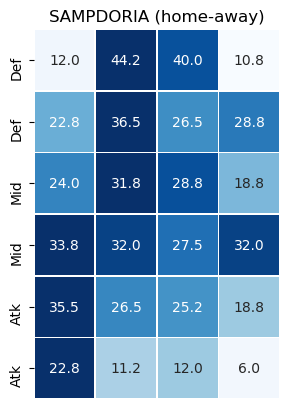 SAMPDORIA (home-away)
Def 12.0 44.2 40.0 10.8
Def 22.8 36.5 26.5 28.8
Mid 24.0 31.8 28.8 18.8
Mid 33.8 32.0 27.5 32.0
Atk 35.5 26.5 25.2 18.8
Atk 22.8 11.2 12.0 6.0